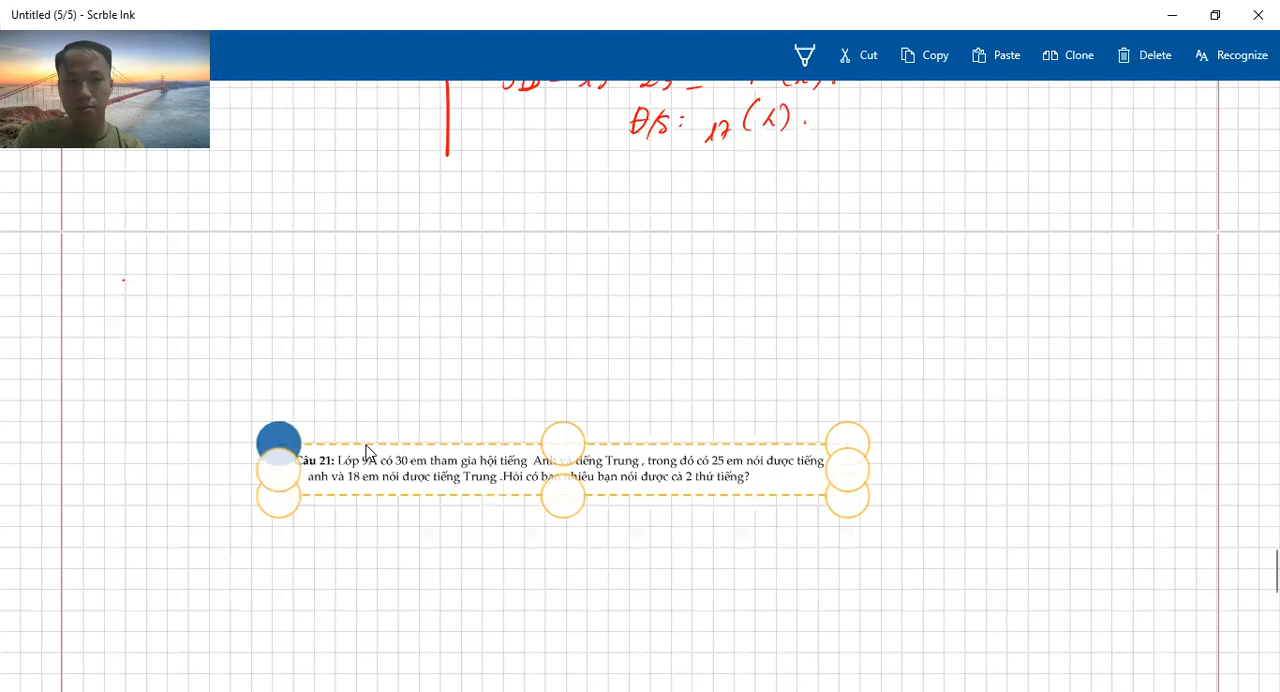 Untitled (5/5) - Scrble Ink
Cut Copy Paste Clone Delete Recognize
Đ/S: 17 (h).
Câu 21: Lớp 9A có 30 em tham gia hội tiếng Anh và tiếng Trung , trong đó có 25 em nói được tiếng
anh và 18 em nói được tiếng Trung .Hỏi có bao nhiêu bạn nói được cả 2 thứ tiếng?